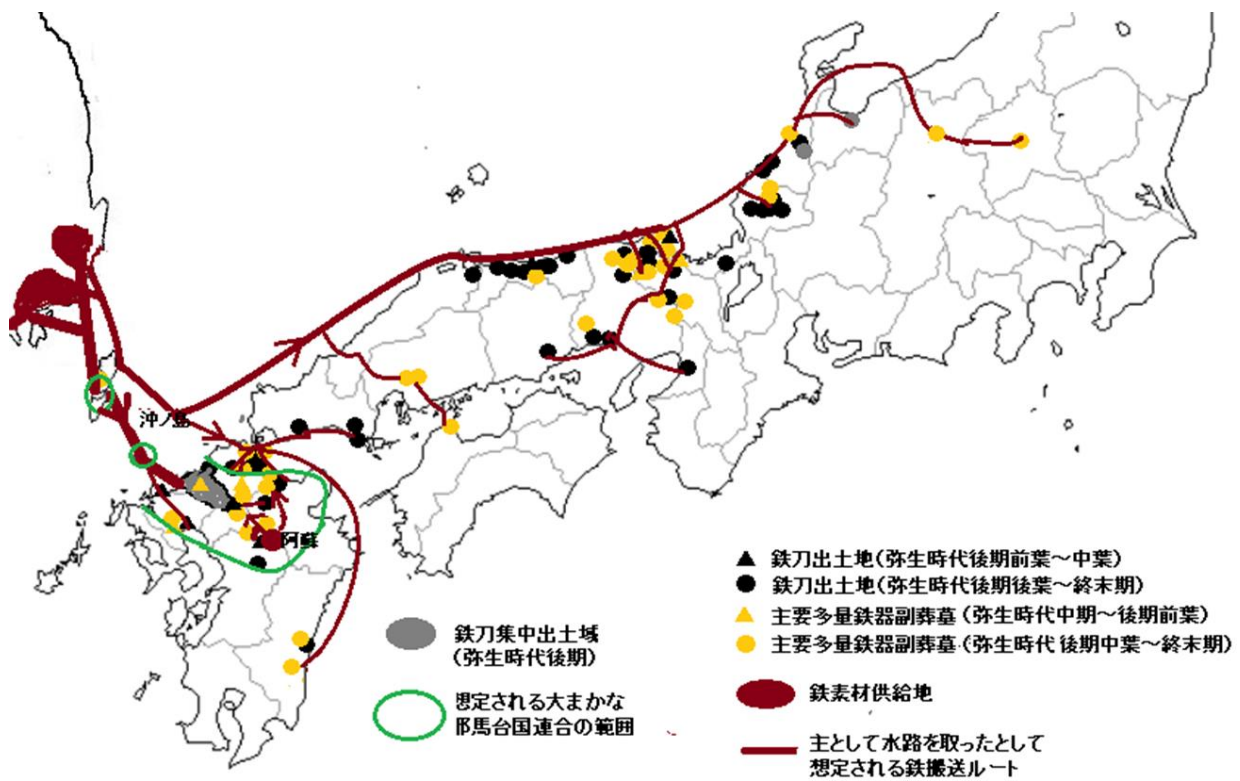 沖ノ島
阿蘇
▲ 鉄刀出土地(弥生時代後期前葉～中葉)
● 鉄刀出土地(弥生時代後期後葉～終末期)
▲ 主要多量鉄器副葬墓(弥生時代中期～後期前葉)
● 主要多量鉄器副葬墓(弥生時代後期中葉～終末期)
鉄刀集中出土域
(弥生時代後期)
想定される大まかな
邪馬台国連合の範囲
鉄素材供給地
主として水路を取ったとして
想定される鉄搬送ルート